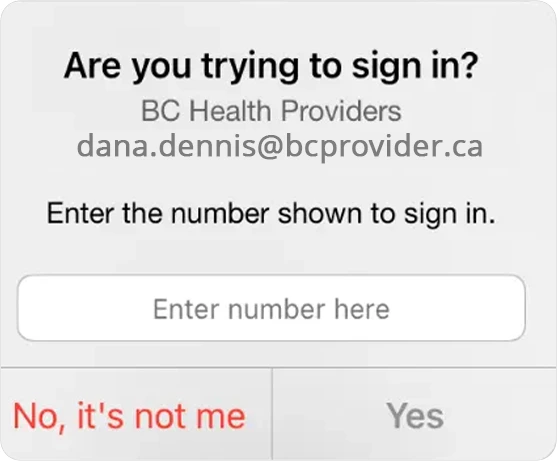 Are you trying to sign in?
BC Health Providers
dana.dennis@bcprovider.ca
Enter the number shown to sign in.
Enter number here
No, it's not me
Yes